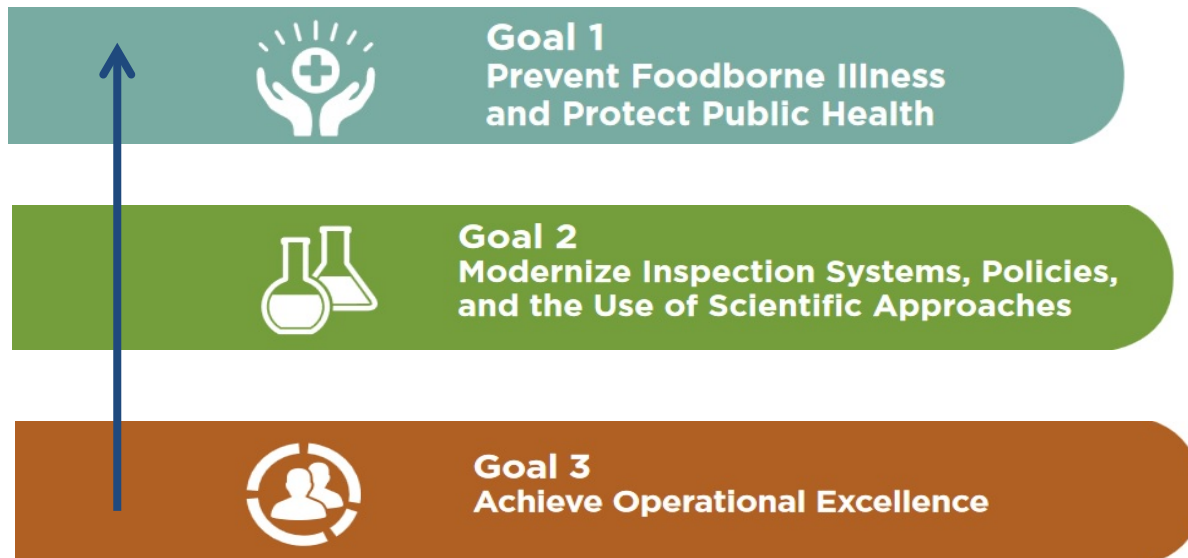 Goal 1
Prevent Foodborne Illness
and Protect Public Health
Goal 2
Modernize Inspection Systems, Policies,
and the Use of Scientific Approaches
Goal 3
Achieve Operational Excellence